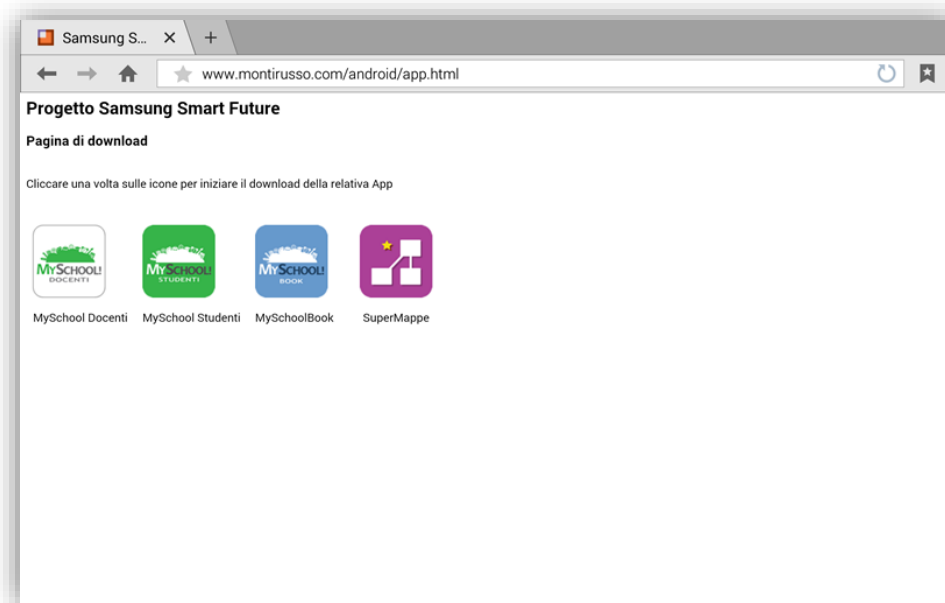 Samsung S...
www.montirusso.com/android/app.html
Progetto Samsung Smart Future
Pagina di download
Cliccare una volta sulle icone per iniziare il download della relativa App
MYSCHOOL!
DOCENTI
MYSCHOOL!
STUDENTI
MYSCHOOL!
BOOK
MySchool Docenti
MySchool Studenti
MySchoolBook
SuperMappe